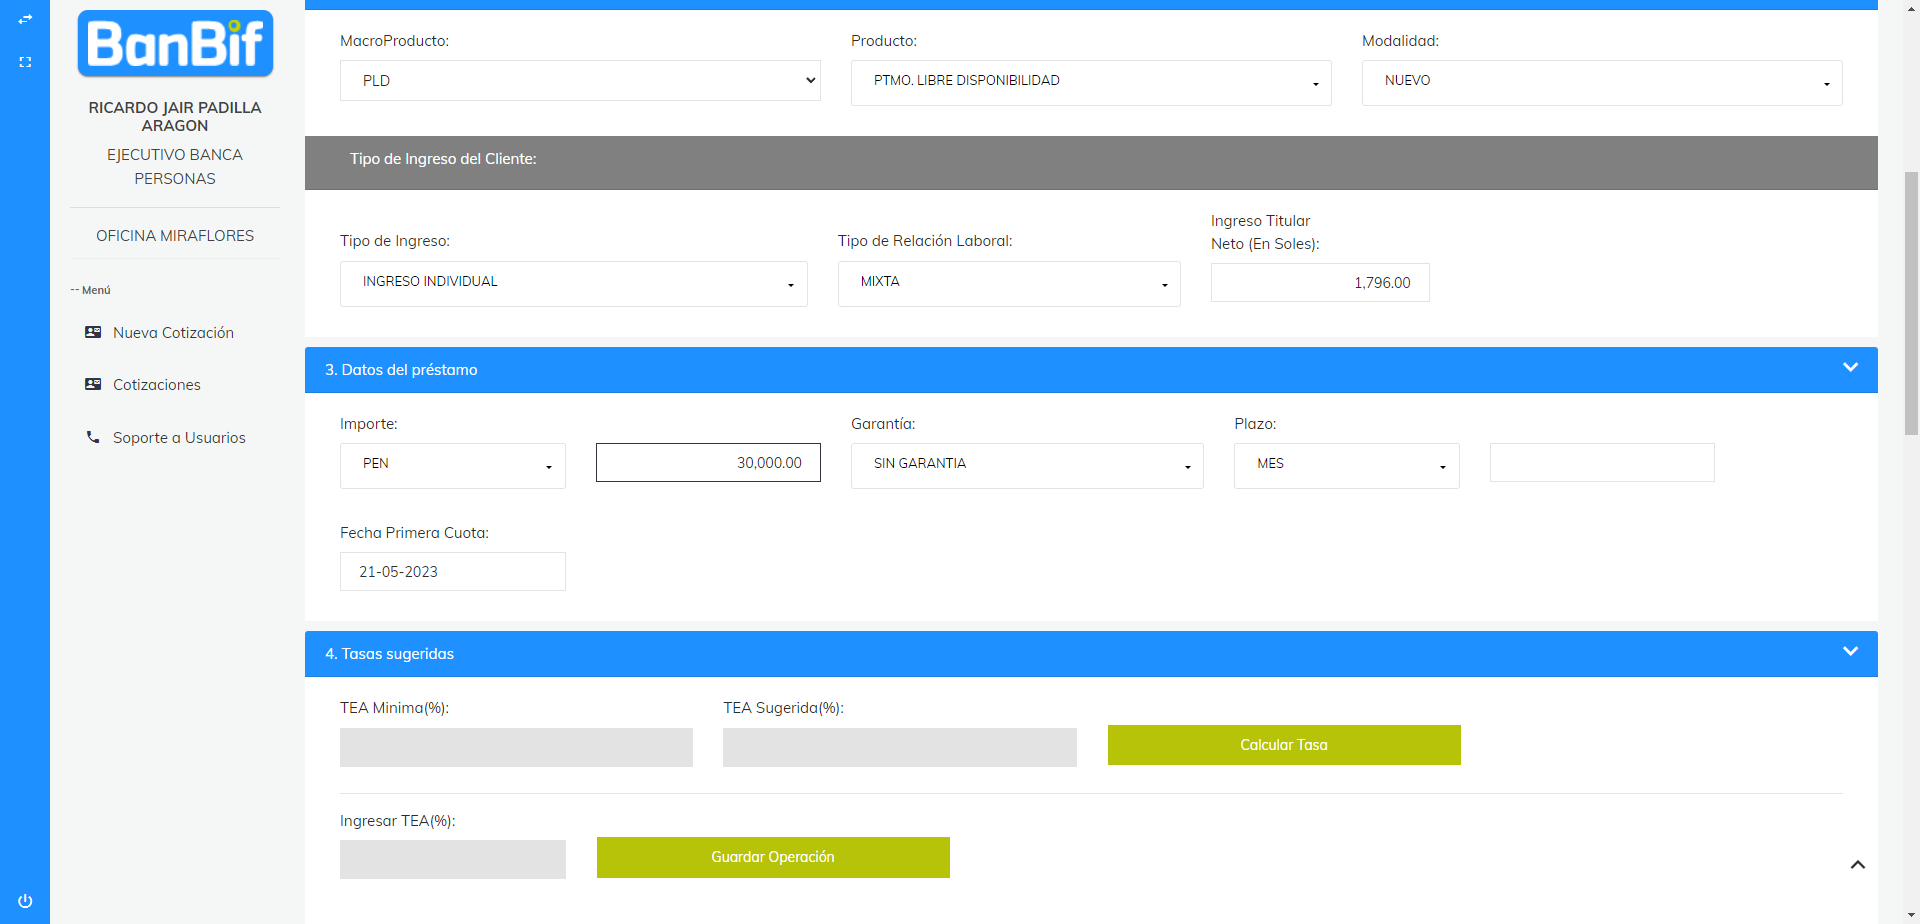 BanBif
RICARDO JAIR PADILLA
ARAGON
EJECUTIVO BANCA
PERSONAS
OFICINA MIRAFLORES
-- Menú
Nueva Cotización
Cotizaciones
Soporte a Usuarios
MacroProducto:
Producto:
Modalidad:
PLD
PTMO. LIBRE DISPONIBILIDAD
NUEVO
Tipo de Ingreso del Cliente:
Tipo de Ingreso:
Tipo de Relación Laboral:
Ingreso Titular
Neto (En Soles):
INGRESO INDIVIDUAL
MIXTA
1,796.00
3. Datos del préstamo
Importe:
Garantía:
Plazo:
PEN
30,000.00
SIN GARANTIA
MES
Fecha Primera Cuota:
21-05-2023
4. Tasas sugeridas
TEA Minima(%):
TEA Sugerida(%):
Calcular Tasa
Ingresar TEA(%):
Guardar Operación